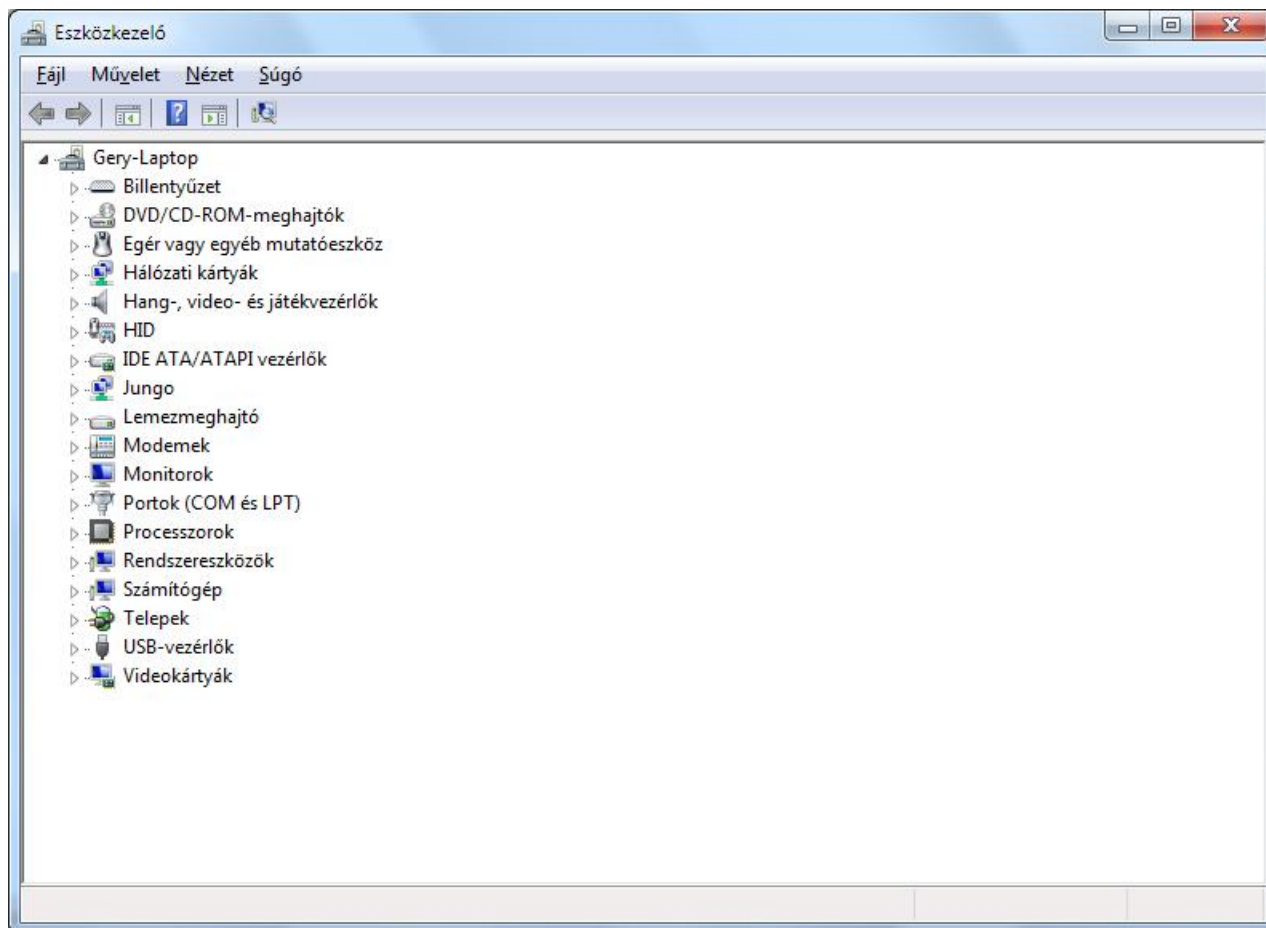 Eszközkezelő
Fájl Művelet Nézet Súgó
Gery-Laptop
Billentyűzet
DVD/CD-ROM-meghajtók
Egér vagy egyéb mutatóeszköz
Hálózati kártyák
Hang-, video- és játékvezérlők
HID
IDE ATA/ATAPI vezérlők
Jungo
Lemezmeghajtó
Modemek
Monitorok
Portok (COM és LPT)
Processzorok
Rendszereszközök
Számítógép
Telepek
USB-vezérlők
Videokártyák